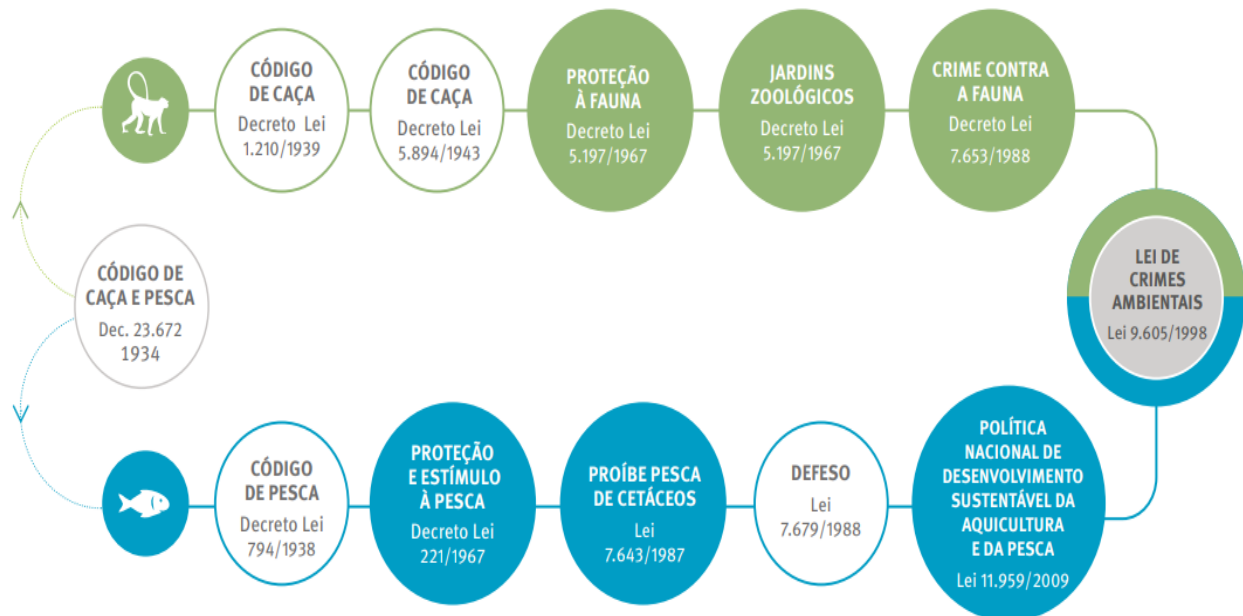 CÓDIGO
DE CAÇA
Decreto Lei
1.210/1939
CÓDIGO
DE CAÇA
Decreto Lei
5.894/1943
PROTEÇÃO
À FAUNA
Decreto Lei
5.197/1967
JARDINS
ZOOLÓGICOS
Decreto Lei
5.197/1967
CRIME CONTRA
A FAUNA
Decreto Lei
7.653/1988
CÓDIGO DE
CAÇA E PESCA
Dec. 23.672
1934
LEI DE
CRIMES
AMBIENTAIS
Lei 9.605/1998
CÓDIGO
DE PESCA
Decreto Lei
794/1938
PROTEÇÃO
E ESTÍMULO
À PESCA
Decreto Lei
221/1967
PROÍBE PESCA
DE CETÁCEOS
Lei
7.643/1987
DEFESO
Lei
7.679/1988
POLÍTICA
NACIONAL DE
DESENVOLVIMENTO
SUSTENTÁVEL DA
AQUICULTURA
E DA PESCA
Lei 11.959/2009